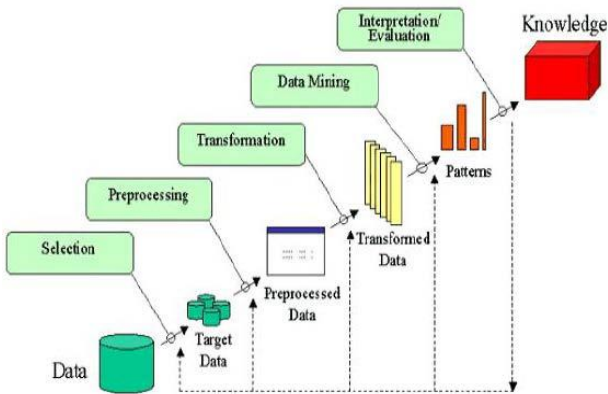 Interpretation/
Evaluation
Knowledge
Data Mining
Transformation
Patterns
Preprocessing
Transformed
Data
Selection
Preprocessed
Data
Target
Data
Data